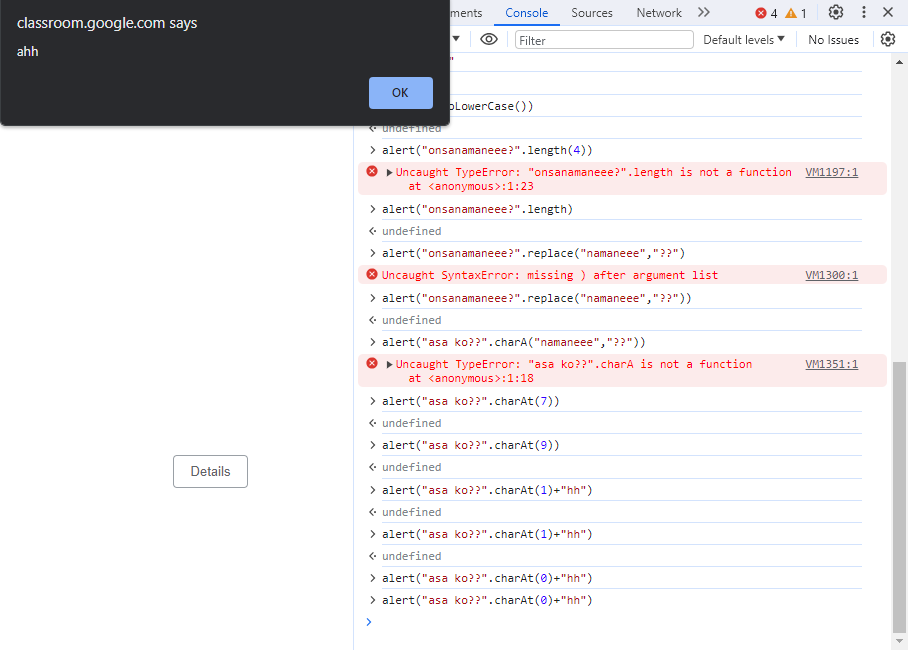 classroom.google.com says
ahh
OK
ments Console Sources Network 4 1
Filter Default levels No Issues
"
oLowerCase())
undefined
alert("onsanamaneee?".length(4))
Uncaught TypeError: "onsanamaneee?".length is not a function VM1197:1
at <anonymous>:1:23
alert("onsanamaneee?".length)
undefined
alert("onsanamaneee?".replace("namaneee","??")
Uncaught SyntaxError: missing ) after argument list VM1300:1
alert("onsanamaneee?".replace("namaneee","??"))
undefined
alert("asa ko??".charA("namaneee","??"))
Uncaught TypeError: "asa ko??".charA is not a function VM1351:1
at <anonymous>:1:18
alert("asa ko??".charAt(7))
undefined
alert("asa ko??".charAt(9))
undefined
Details
alert("asa ko??".charAt(1)+"hh")
undefined
alert("asa ko??".charAt(1)+"hh")
undefined
alert("asa ko??".charAt(0)+"hh")
alert("asa ko??".charAt(0)+"hh")